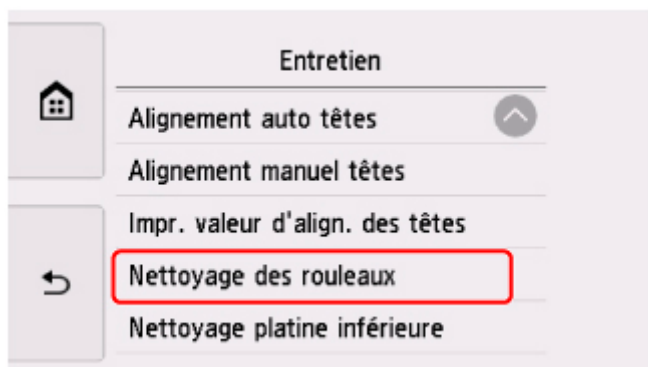 Entretien
Alignement auto têtes
Alignement manuel têtes
Impr. valeur d'align. des têtes
Nettoyage des rouleaux
Nettoyage platine inférieure